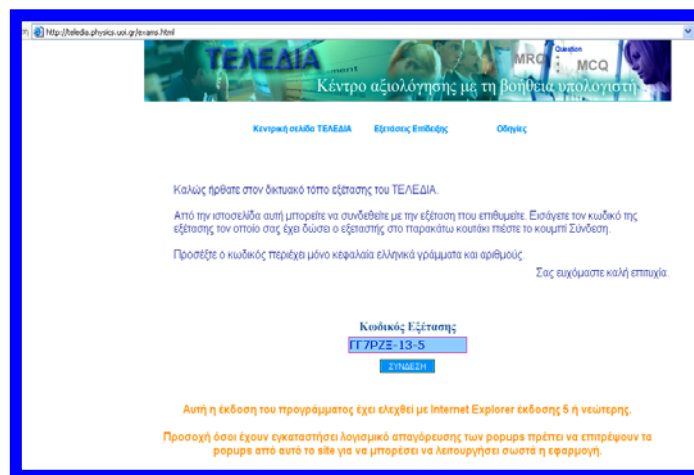 http://teledia.physics.uoi.gr/exams.html
ΤΕΛΕΔΙΑ
MRQ
Question
MCQ
Κέντρο αξιολόγησης με τη βοήθεια υπολογιστή
Κεντρική σελίδα ΤΕΛΕΔΙΑ Εξετάσεις Επίδειξης Οδηγίες
Καλώς ήρθατε στον δικτυακό τόπο εξέτασης του ΤΕΛΕΔΙΑ.
Από την ιστοσελίδα αυτή μπορείτε να συνδεθείτε με την εξέταση που επιθυμείτε. Εισάγετε τον κωδικό της
εξέτασης τον οποίο σας έχει δώσει ο εξεταστής στο παρακάτω κουτάκι πιέστε το κουμπί Σύνδεση.
Προσέξτε ο κωδικός περιέχει μόνο κεφαλαία ελληνικά γράμματα και αριθμούς.
Σας ευχόμαστε καλή επιτυχία.
Κωδικός Εξέτασης
ΓΓ7ΡΖΞ-13-5
ΣΥΝΔΕΣΗ
Αυτή η έκδοση του προγράμματος έχει ελεχθεί με Internet Explorer έκδοσης 5 ή νεώτερης.
Προσοχή όσοι έχουν εγκαταστήσει λογισμικό απαγόρευσης των popups πρέπει να επιτρέψουν τα
popups από αυτό το site για να μπορέσει να λειτουργήσει σωστά η εφαρμογή.